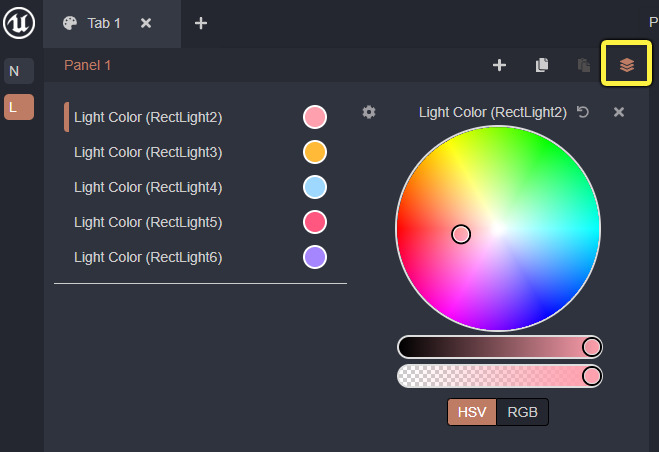 Tab 1
P
Panel 1
N
L
Light Color (RectLight2)
Light Color (RectLight3)
Light Color (RectLight4)
Light Color (RectLight5)
Light Color (RectLight6)
Light Color (RectLight2)
HSV
RGB